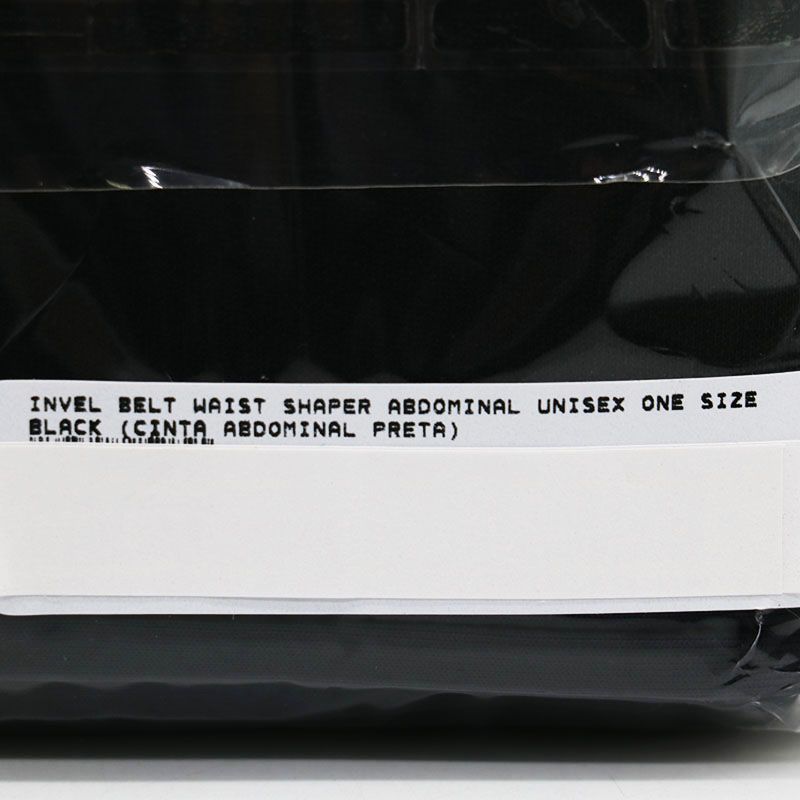 INVEL BELT WAIST SHAPER ABDOMINAL UNISEX ONE SIZE
BLACK (CINTA ABDOMINAL PRETA)